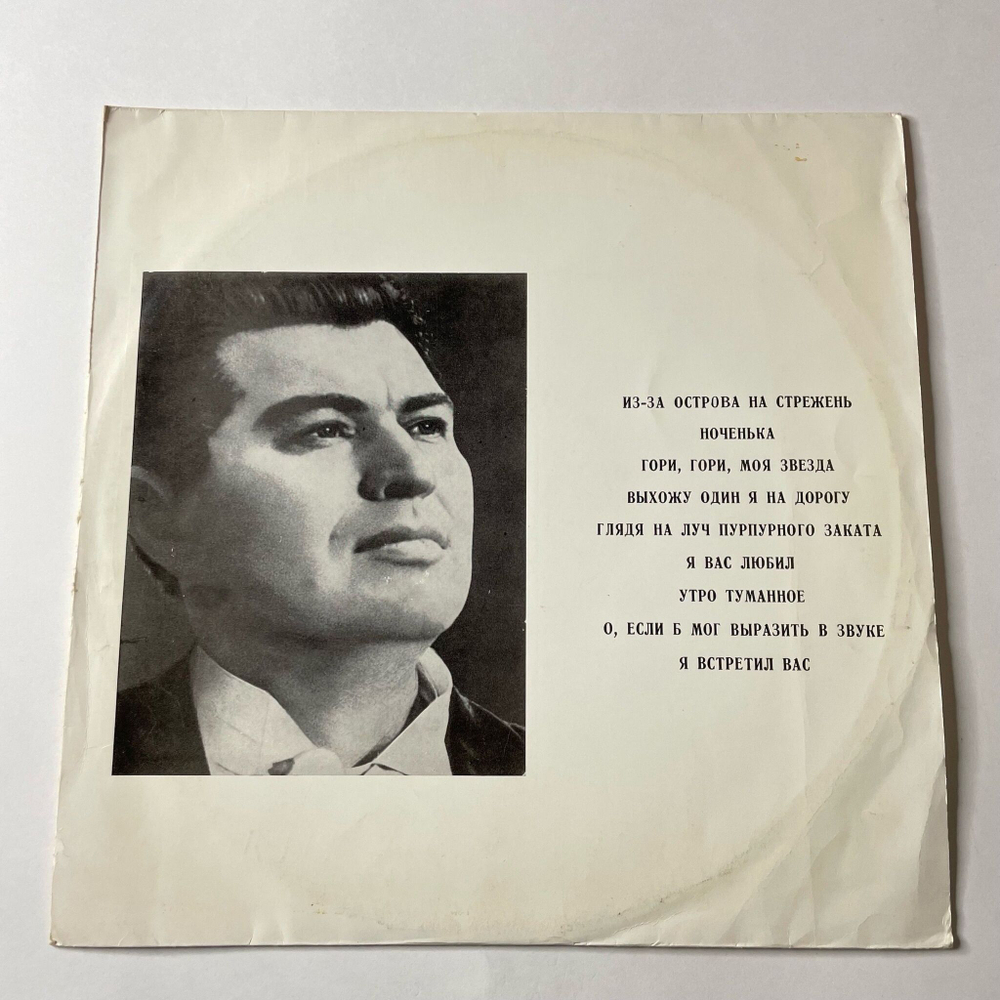 ИЗ-ЗА ОСТРОВА НА СТРЕЖЕНЬ
НОЧЕНЬКА
ГОРИ, ГОРИ, МОЯ ЗВЕЗДА
ВЫХОЖУ ОДИН Я НА ДОРОГУ
ГЛЯДЯ НА ЛУЧ ПУРПУРНОГО ЗАКАТА
Я ВАС ЛЮБИЛ
УТРО ТУМАННОЕ
О, ЕСЛИ Б МОГ ВЫРАЗИТЬ В ЗВУКЕ
Я ВСТРЕТИЛ ВАС